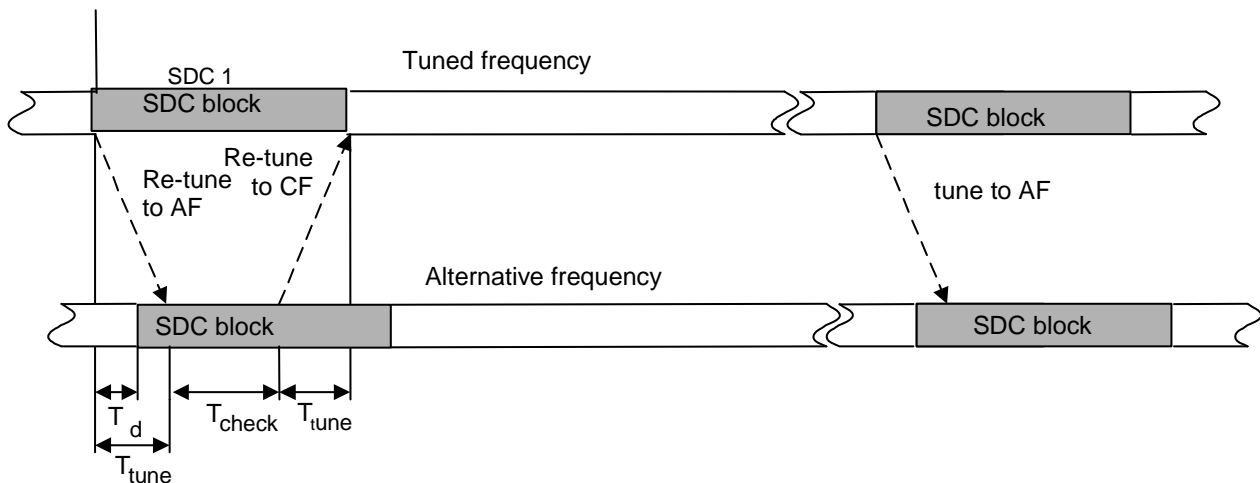 Tuned frequency
SDC 1
SDC block
SDC block
Re-tune
to AF
Re-tune
to CF
tune to AF
Alternative frequency
SDC block
SDC block
T d
T check
T tune
T tune